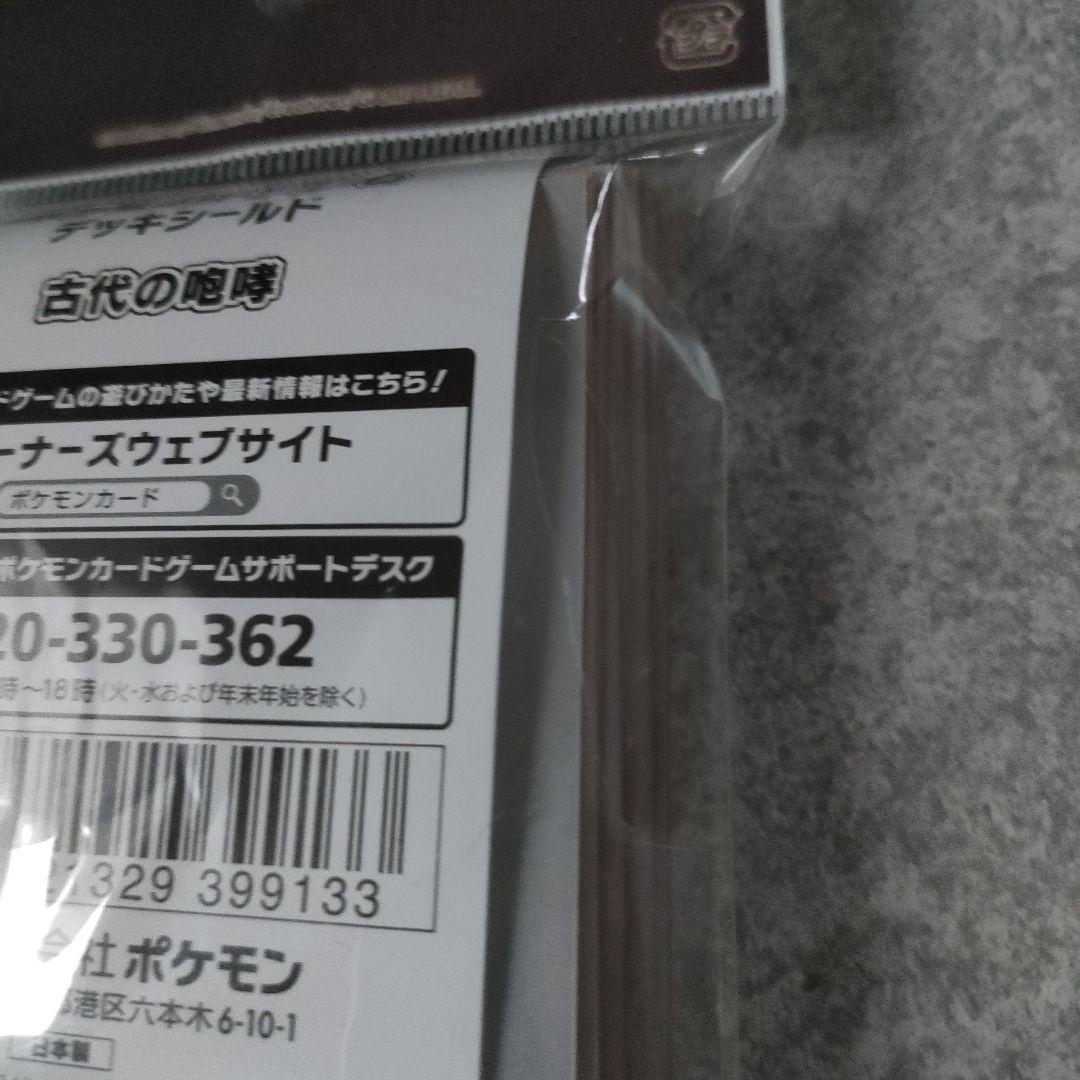 デッキシールド
古代の咆哮
ドゲームの遊びかたや最新情報はこちら!
ーナーズウェブサイト
ポケモンカード
ポケモンカードゲームサポートデスク
20-330-362
時〜18時(火・水および年末年始を除く)
1329 399133
会社 ポケモン
港区六本木6-10-1
日本製